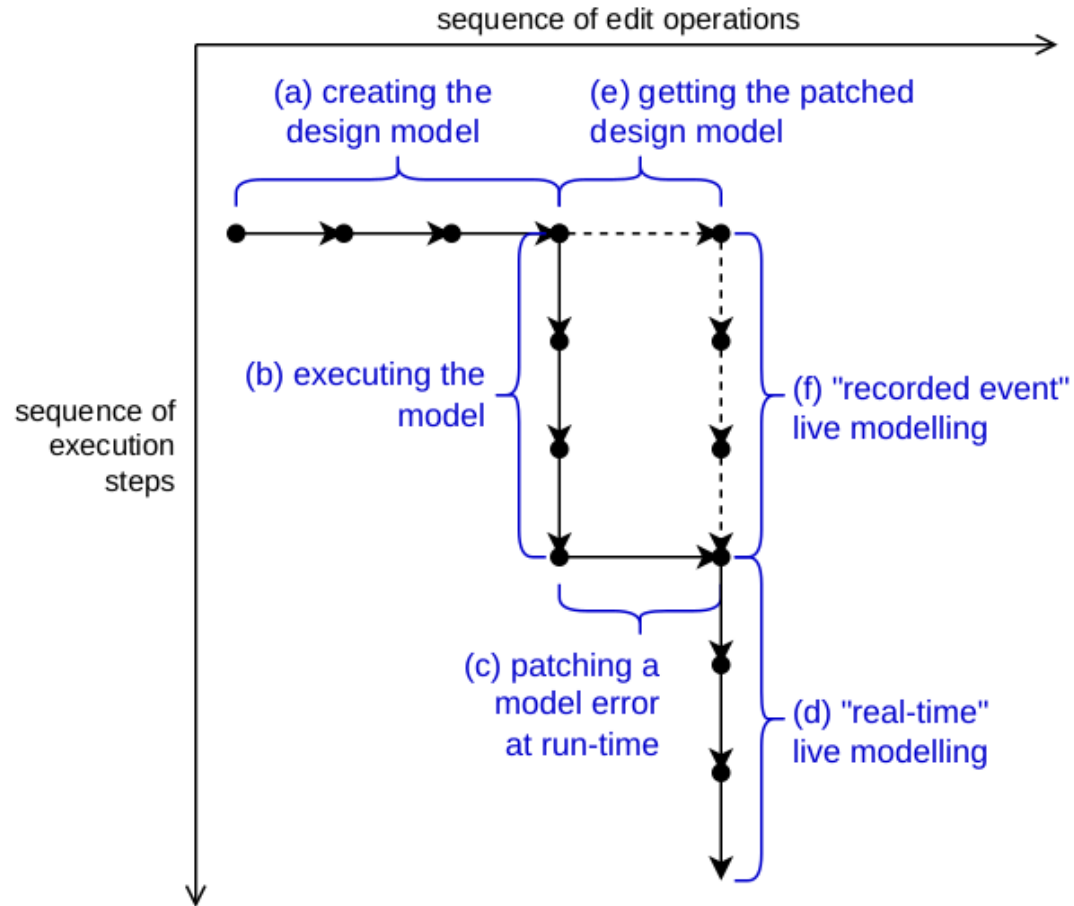 sequence of edit operations
(a) creating the
design model
(e) getting the patched
design model
(b) executing the
model
sequence of
execution
steps
(f) "recorded event"
live modelling
(c) patching a
model error
at run-time
(d) "real-time"
live modelling